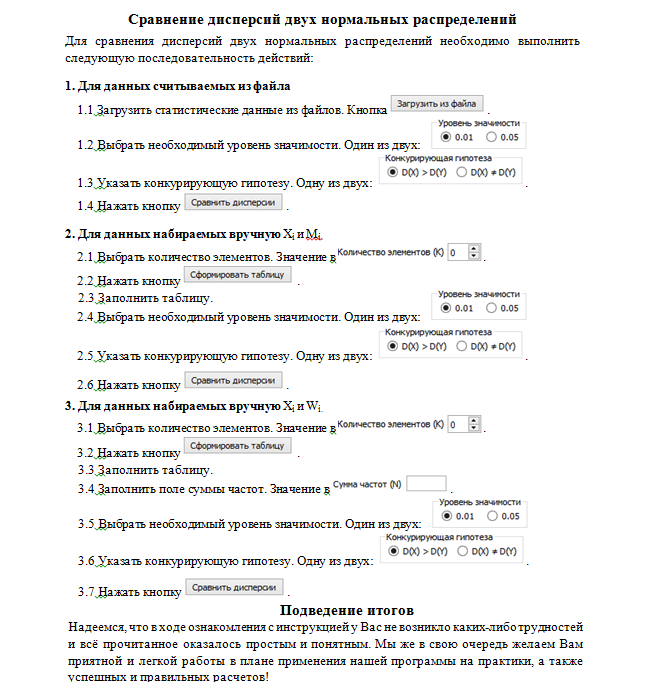 Сравнение дисперсий двух нормальных распределений
Для сравнения дисперсий двух нормальных распределений необходимо выполнить
следующую последовательность действий:
1. Для данных считываемых из файла
1.1.Загрузить статистические данные из файлов. Кнопка Загрузить из файла .
Уровень значимости
1.2.Выбрать необходимый уровень значимости. Один из двух: 0.01 0.05
Конкурирующая гипотеза
D(X) > D(Y) D(X) ≠ D(Y)
1.3.Указать конкурирующую гипотезу. Одну из двух: .
1.4.Нажать кнопку Сравнить дисперсии .
2. Для данных набираемых вручную Xi и Mi.
2.1.Выбрать количество элементов. Значение в Количество элементов (K) 0 .
2.2.Нажать кнопку Сформировать таблицу .
2.3.Заполнить таблицу.
Уровень значимости
0.01 0.05
2.4.Выбрать необходимый уровень значимости. Один из двух:
Конкурирующая гипотеза
D(X) > D(Y) D(X) ≠ D(Y)
2.5.Указать конкурирующую гипотезу. Одну из двух: .
2.6.Нажать кнопку Сравнить дисперсии .
3. Для данных набираемых вручную Xi и Wi.
3.1.Выбрать количество элементов. Значение в Количество элементов (K) 0 .
3.2.Нажать кнопку Сформировать таблицу .
3.3.Заполнить таблицу.
3.4.Заполнить поле суммы частот. Значение в Сумма частот (N) .
Уровень значимости
0.01 0.05
3.5.Выбрать необходимый уровень значимости. Один из двух:
Конкурирующая гипотеза
D(X) > D(Y) D(X) ≠ D(Y)
3.6.Указать конкурирующую гипотезу. Одну из двух: .
3.7.Нажать кнопку Сравнить дисперсии .
Подведение итогов
Надеемся, что в ходе ознакомления с инструкцией у Вас не возникло каких-либо трудностей
и всё прочитанное оказалось простым и понятным. Мы же в свою очередь желаем Вам
приятной и легкой работы в плане применения нашей программы на практики, а также
успешных и правильных расчетов!